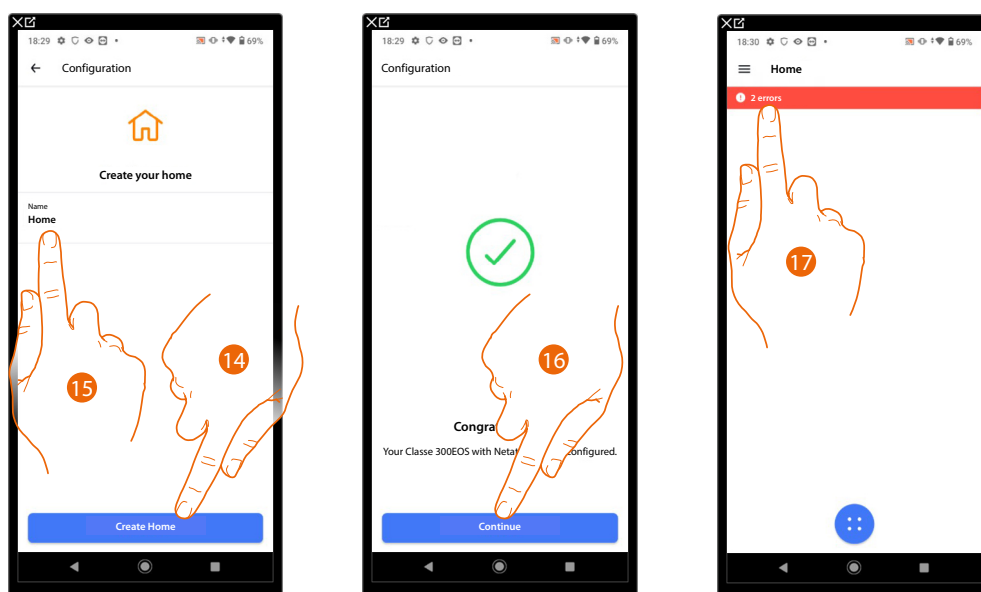 18:29
69%
Configuration
Create your home
Name
Home
15
14
Create Home
18:29
69%
Configuration
16
Congra
Your Classe 300EOS with Netat onfigured.
Continue
18:30
69%
Home
2 errors
17